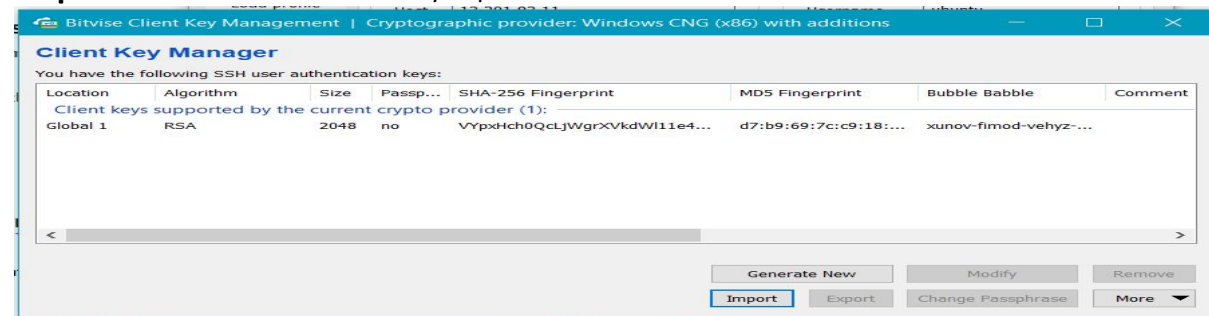 Bitvise Client Key Management | Cryptographic provider: Windows CNG (x86) with additions
Client Key Manager
You have the following SSH user authentication keys:
Location Algorithm Size Passp... SHA-256 Fingerprint MD5 Fingerprint Bubble Babble Comment
Client keys supported by the current crypto provider (1):
Global 1 RSA 2048 no VYpxHch0QcLjWgrXVkdWl11e4... d7:b9:69:7c:c9:18:... xunov-fimod-vehyz-...
Generate New Modify Remove
Import Export Change Passphrase More